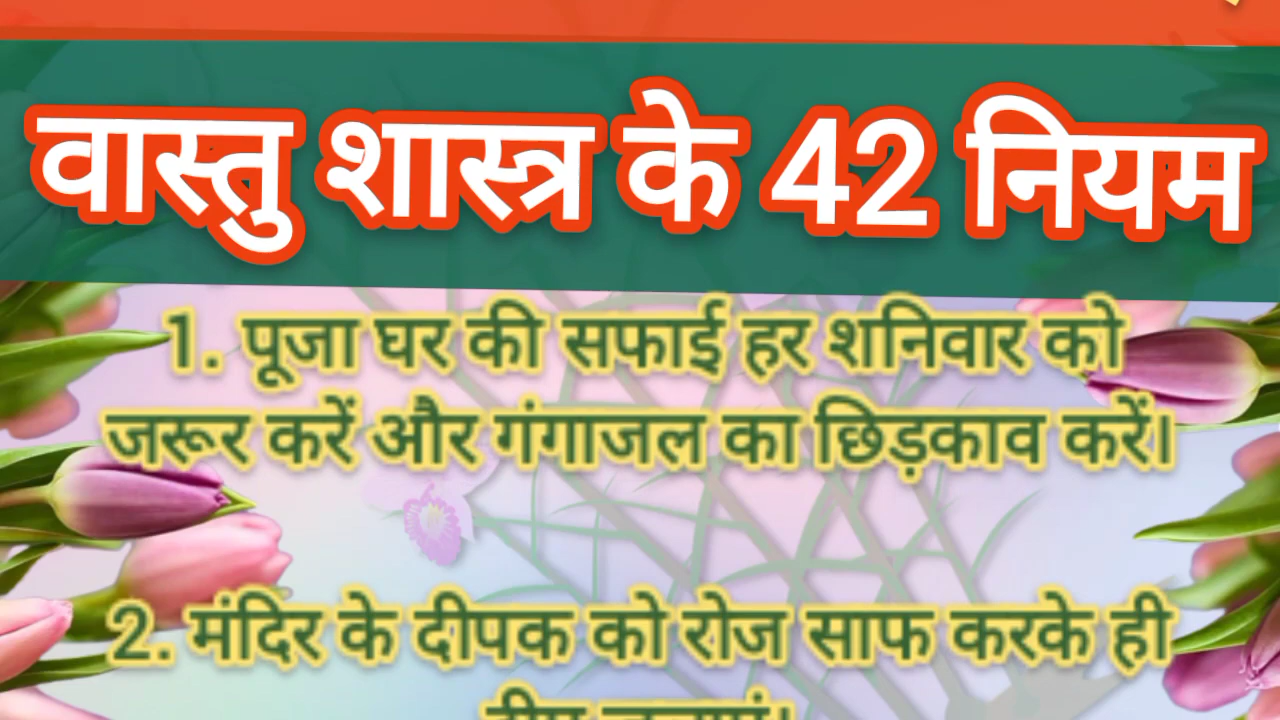 वास्तु शास्त्र के 42 नियम
1. पूजा घर की सफाई हर शनिवार को
जरूर करें और गंगाजल का छिड़काव करें।
2. मंदिर के दीपक को रोज साफ करके ही